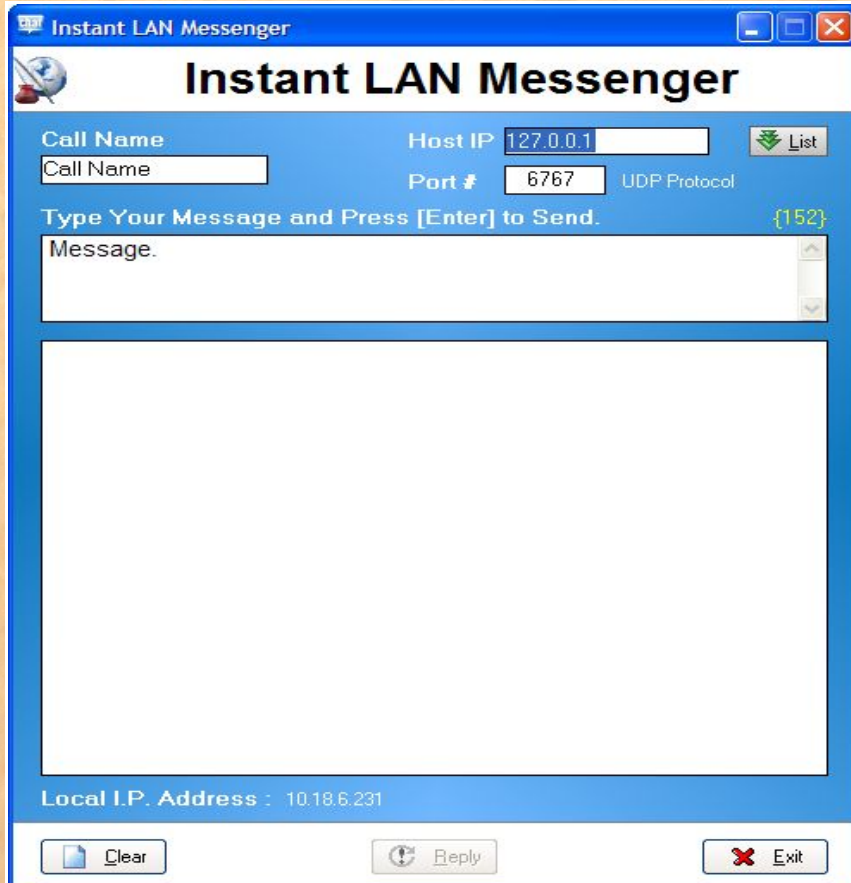 Instant LAN Messenger
Instant LAN Messenger
Call Name Host IP 127.0.0.1 List
Call Name
Port # 6767 UDP Protocol
Type Your Message and Press [Enter] to Send. {152}
Message.
Local I.P. Address : 10.18.6.231
Clear Reply Exit